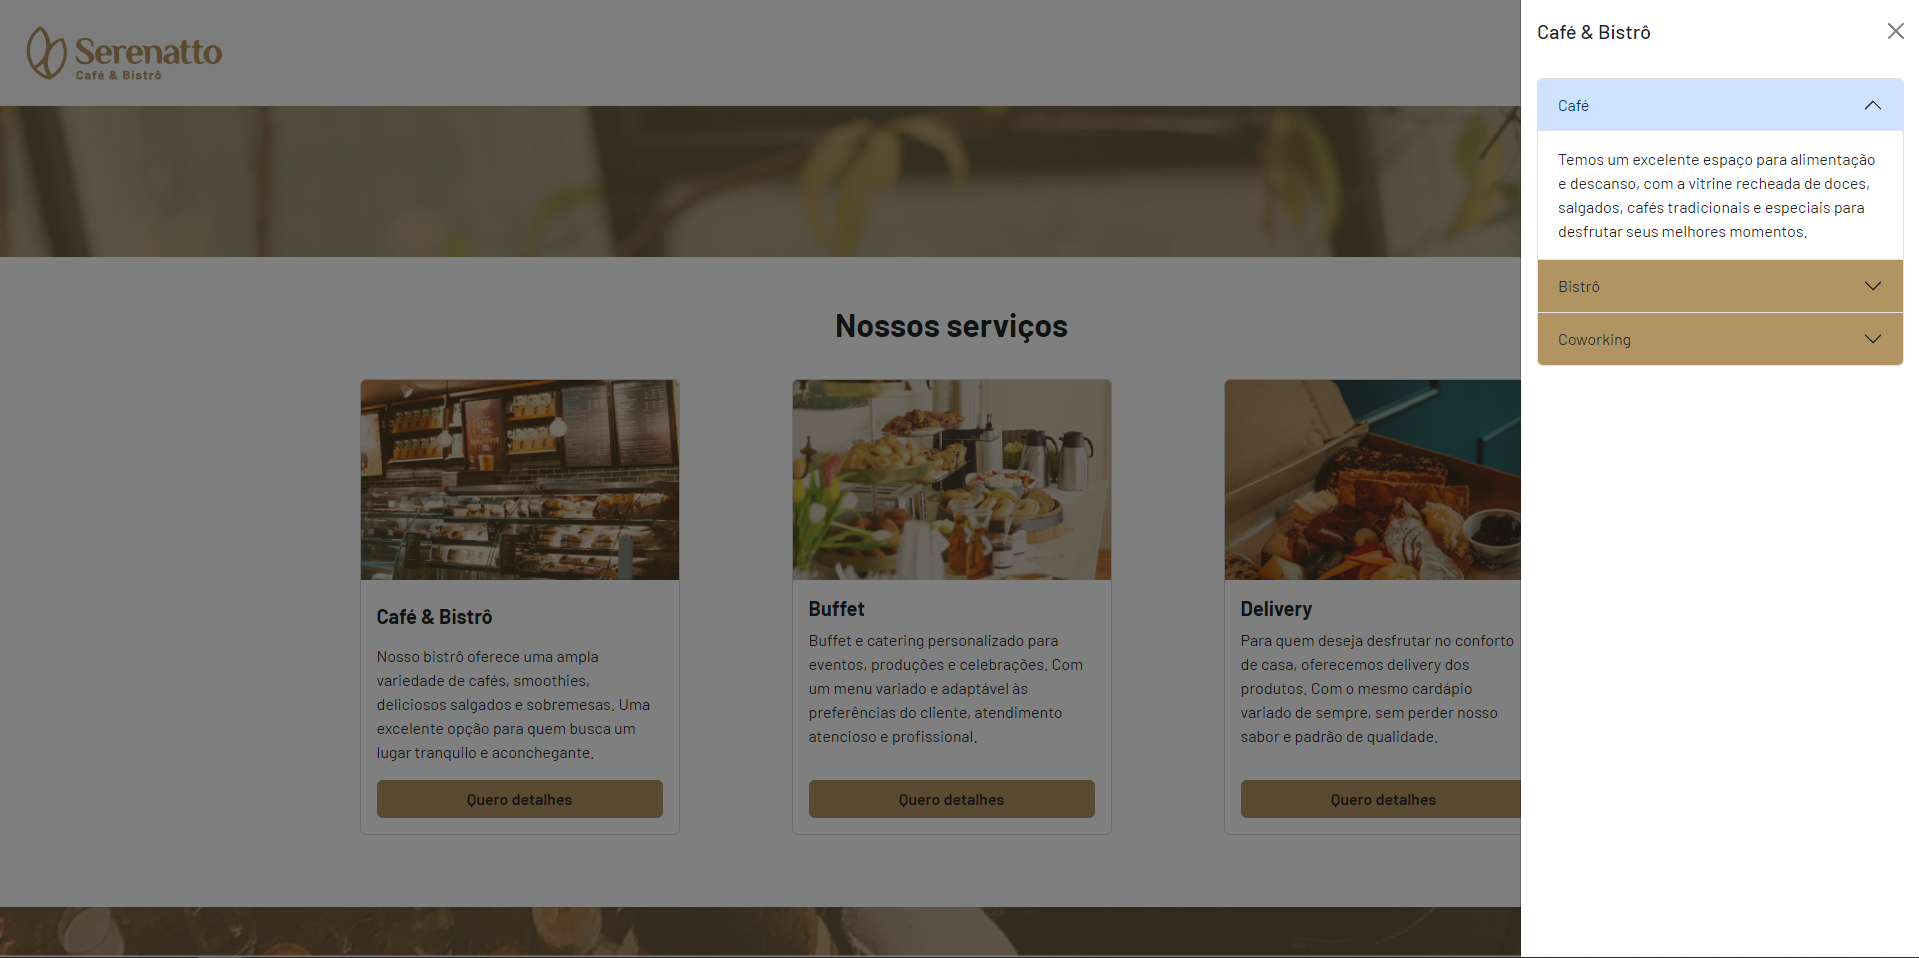 Serenatto
Café & Bistrô
Nossos serviços
Café & Bistrô
Nosso bistrô oferece uma ampla
variedade de cafés, smoothies,
deliciosos salgados e sobremesas. Uma
excelente opção para quem busca um
lugar tranquilo e aconchegante.
Quero detalhes
Buffet
Buffet e catering personalizado para
eventos, produções e celebrações. Com
um menu variado e adaptável às
preferências do cliente, atendimento
atencioso e profissional.
Quero detalhes
Delivery
Para quem deseja desfrutar no conforto
de casa, oferecemos delivery dos
produtos. Com o mesmo cardápio
variado de sempre, sem perder nosso
sabor e padrão de qualidade.
Quero detalhes
Café & Bistrô
Café
Temos um excelente espaço para alimentação
e descanso, com a vitrine recheada de doces,
salgados, cafés tradicionais e especiais para
desfrutar seus melhores momentos.
Bistrô
Coworking